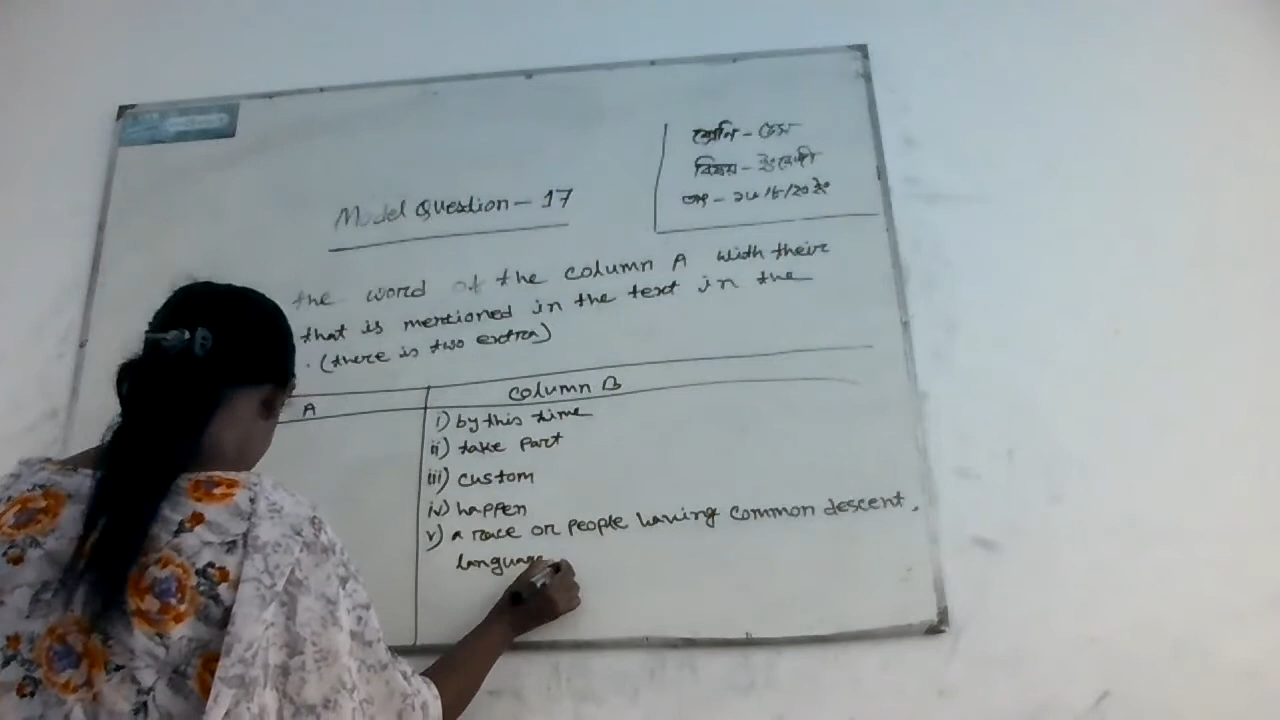 শ্রেনি - ৫ম
বিষয় - ইংরেজী
Model Question - 17
the word of the column A with their
that is mentioned in the text in the
. (there is two extra)
A
column B
i) by this time
ii) take part
iii) custom
iv) happen
v) a race or people having common descent,
language